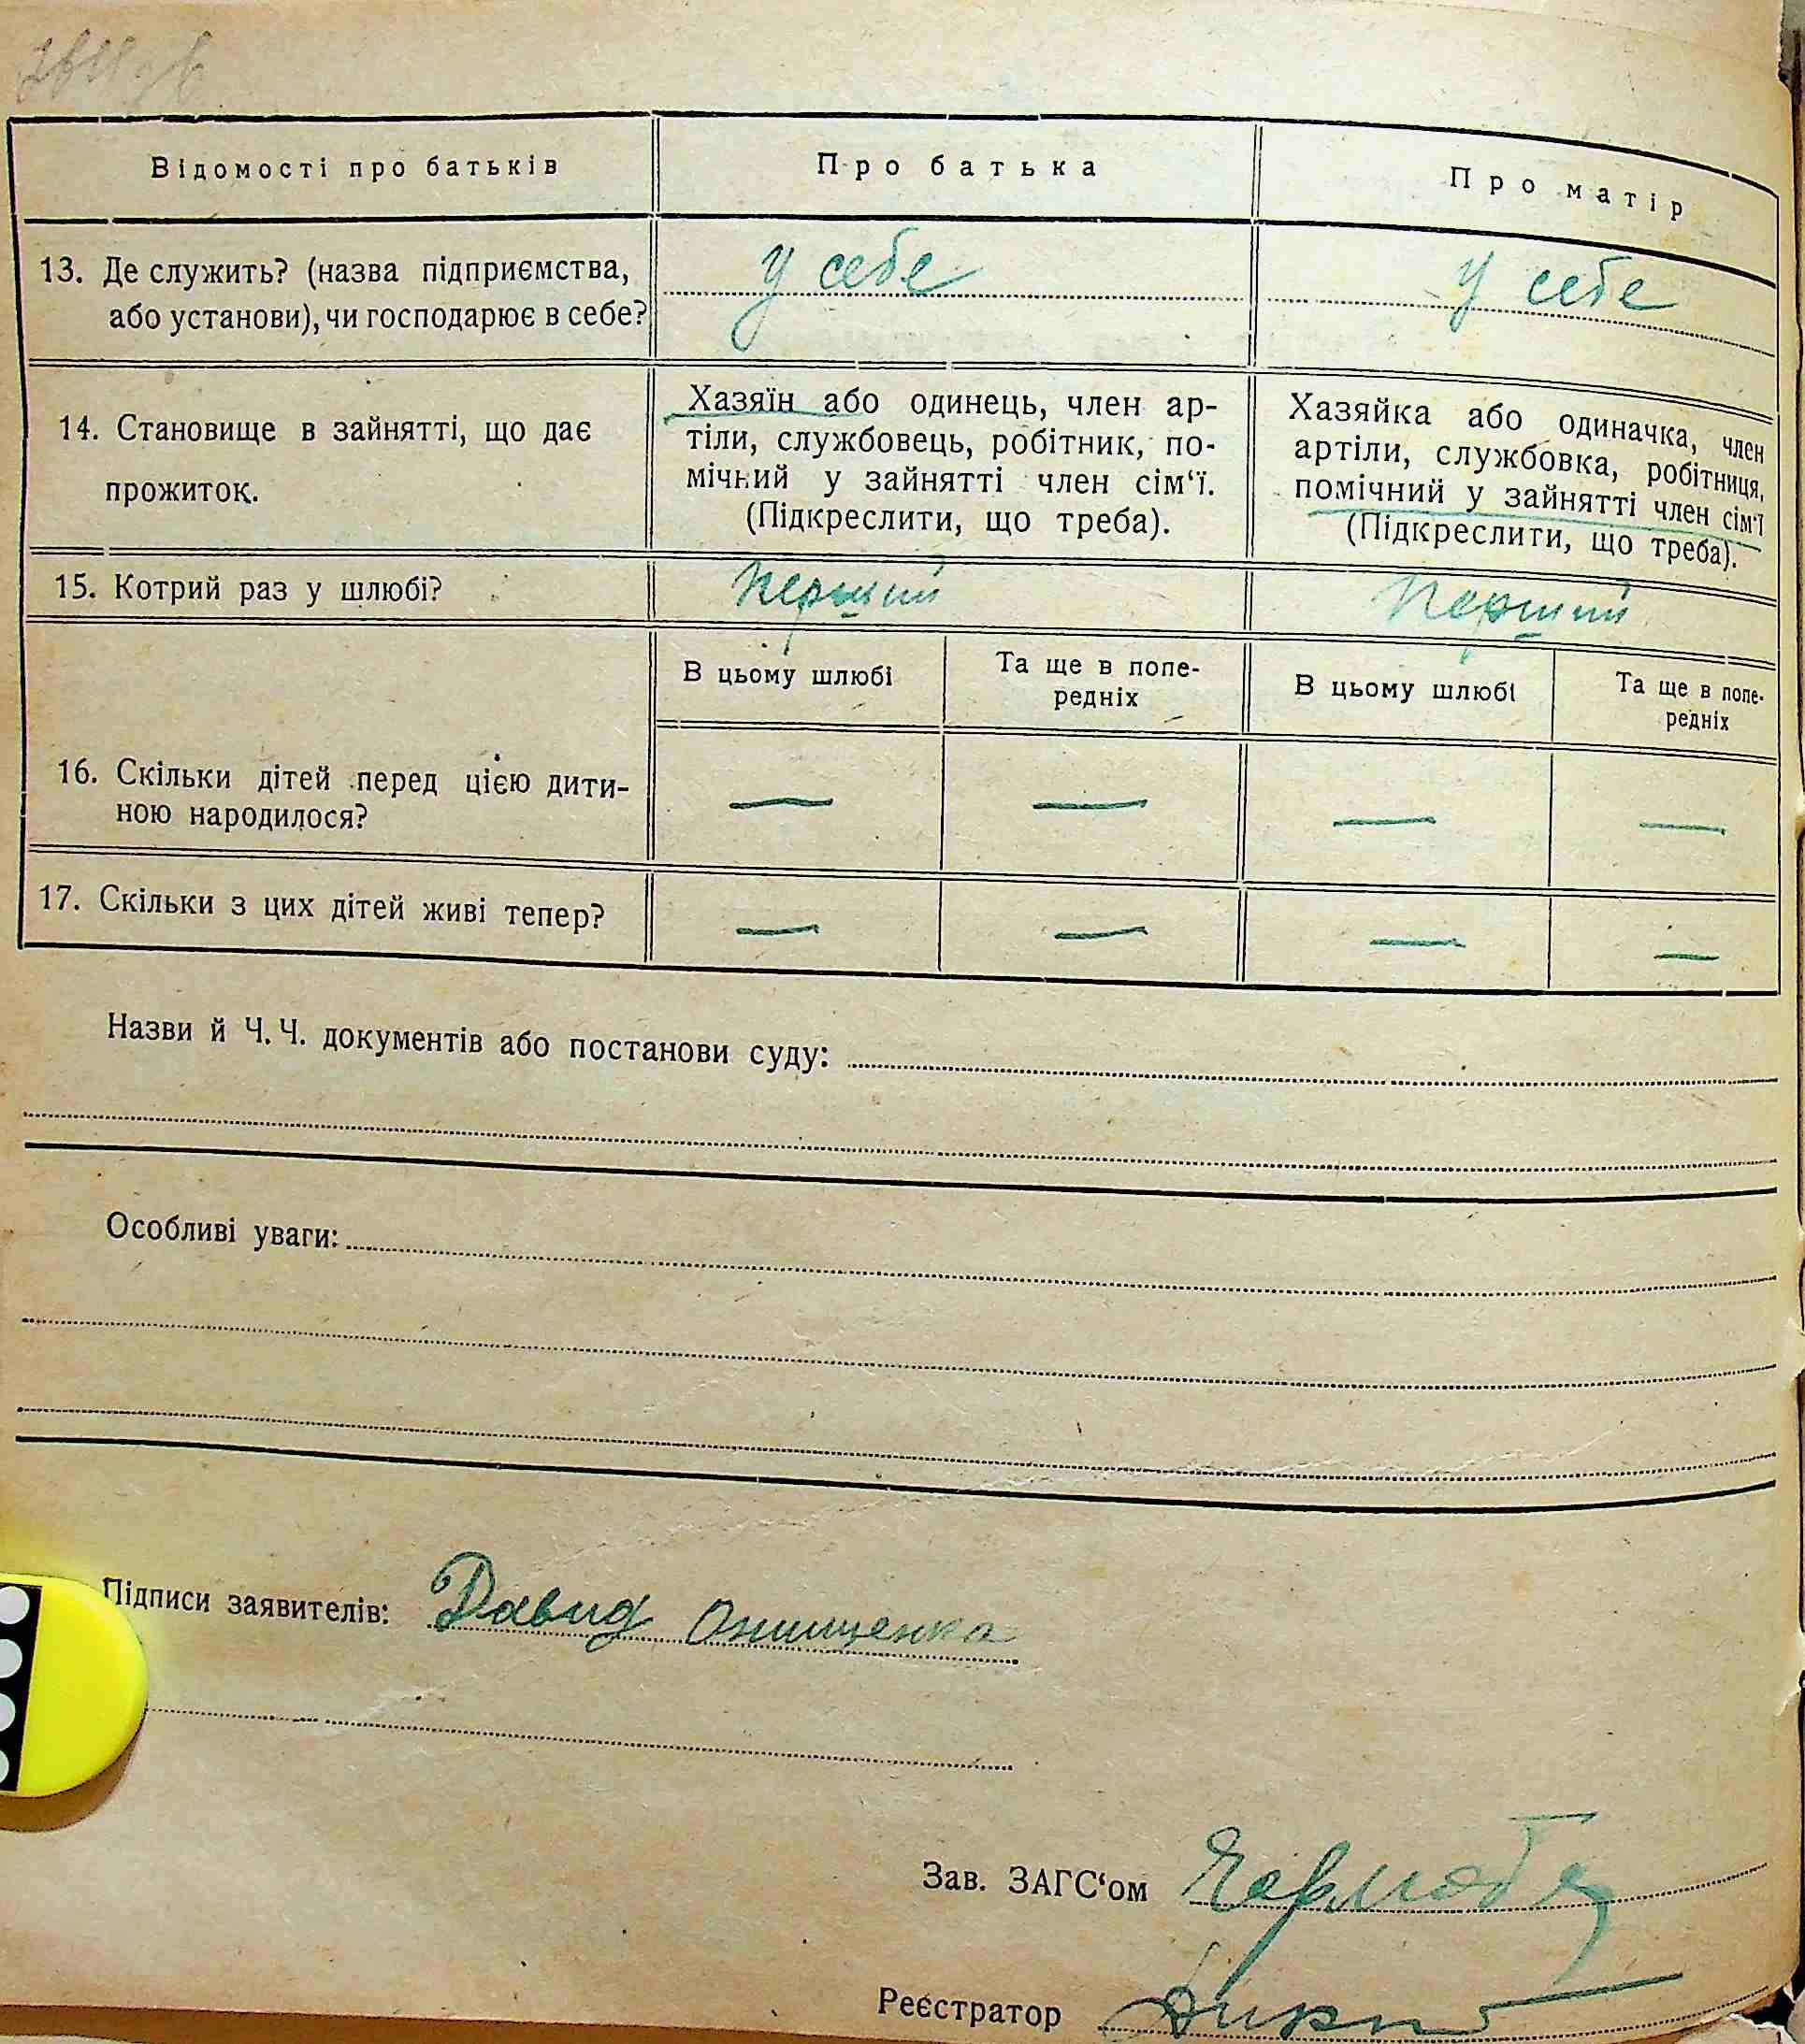 Відомості про батьків
Про батька
Про матір
13. Де служить? (назва підприємства,
або установи), чи господарює в себе?
у себе
у себе
14. Становище в зайнятті, що дає
прожиток.
Хазяїн або одинець, член ар-
тіли, службовець, робітник, по-
мічний у зайнятті член сім‘ї.
(Підкреслити, що треба).
Хазяйка або одиначка, член
артіли, службовка, робітниця,
помічний у зайнятті член сім‘ї
(Підкреслити, що треба).
15. Котрий раз у шлюбі?
перший
перший
В цьому шлюбі
Та ще в попе-
редніх
В цьому шлюбі
Та ще в попе-
редніх
16. Скільки дітей перед цією дити-
ною народилося?
— — — —
17. Скільки з цих дітей живі тепер?
— — — —
Назви й Ч. Ч. документів або постанови суду:
Особливі уваги:
Підписи заявителів: Давид Онищенко
Зав. ЗАГС‘ом
Реєстратор